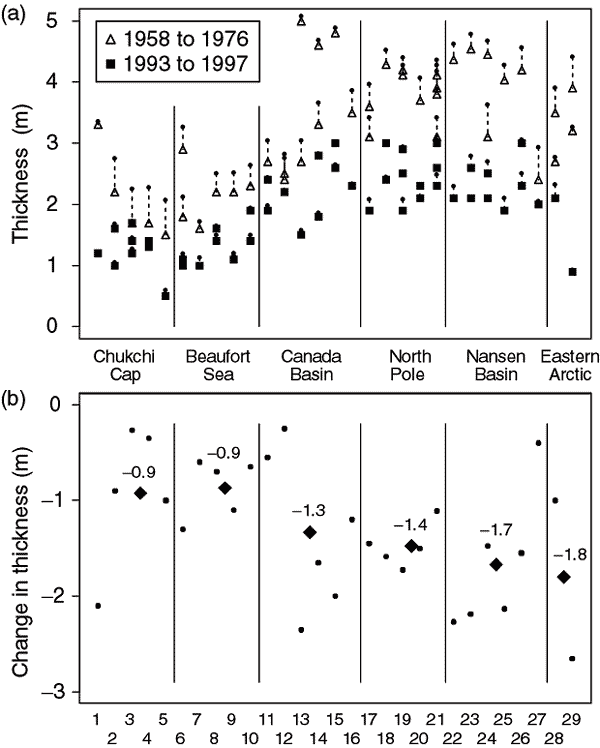 (a)
Thickness (m)
5
4
3
2
1
0
1958 to 1976
1993 to 1997
Chukchi Cap
Beaufort Sea
Canada Basin
North Pole
Nansen Basin
Eastern Arctic
(b)
Change in thickness (m)
0
−1
−2
−3
−0.9
−0.9
−1.3
−1.4
−1.7
−1.8
1 3 5 7 9 11 13 15 17 19 21 23 25 27 29
2 4 6 8 10 12 14 16 18 20 22 24 26 28